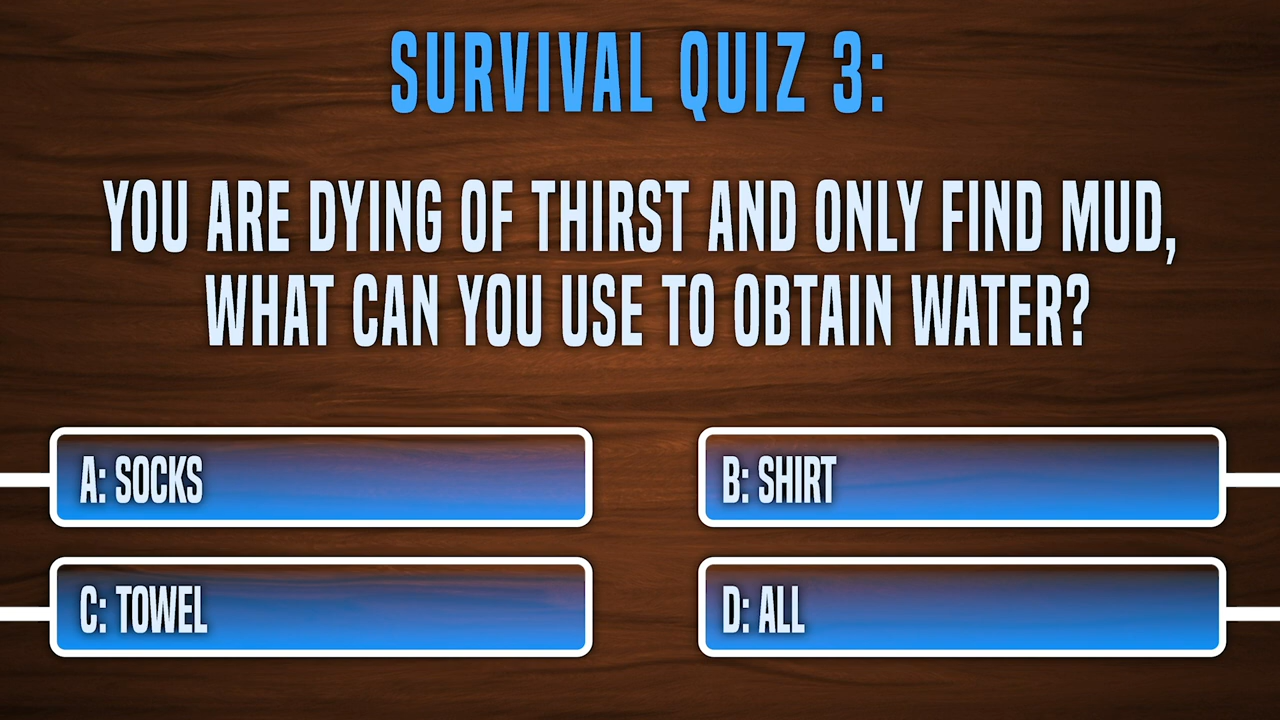 SURVIVAL QUIZ 3:
YOU ARE DYING OF THIRST AND ONLY FIND MUD,
WHAT CAN YOU USE TO OBTAIN WATER?
A: SOCKS
B: SHIRT
C: TOWEL
D: ALL